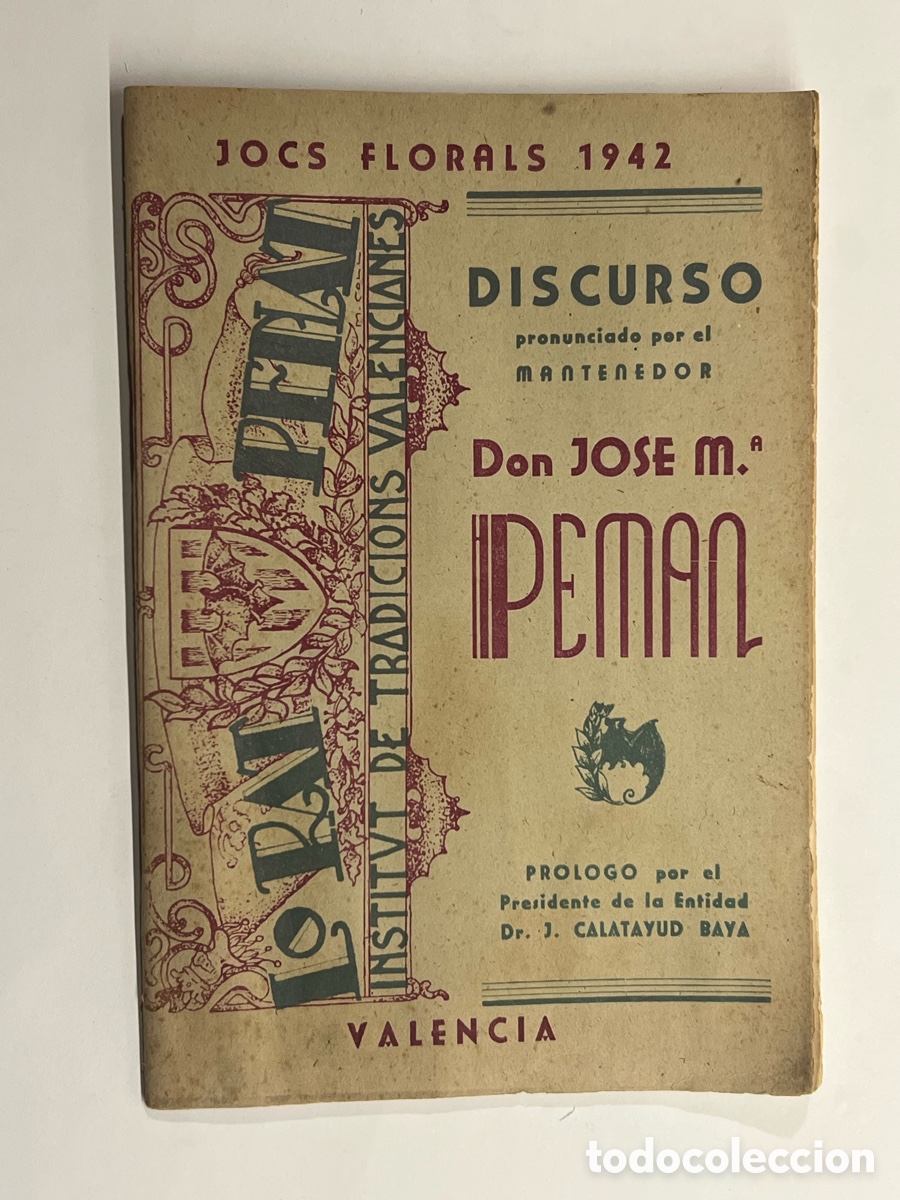 JOCS FLORALS 1942
LO RAT PENAT
INSTITVT DE TRADICIONS VALENCIANES
DISCURSO
pronunciado por el
MANTENEDOR
Don JOSE M.ª
PEMAN
PROLOGO por el
Presidente de la Entidad
Dr. J. CALATAYUD BAYA
VALENCIA
todocoleccion